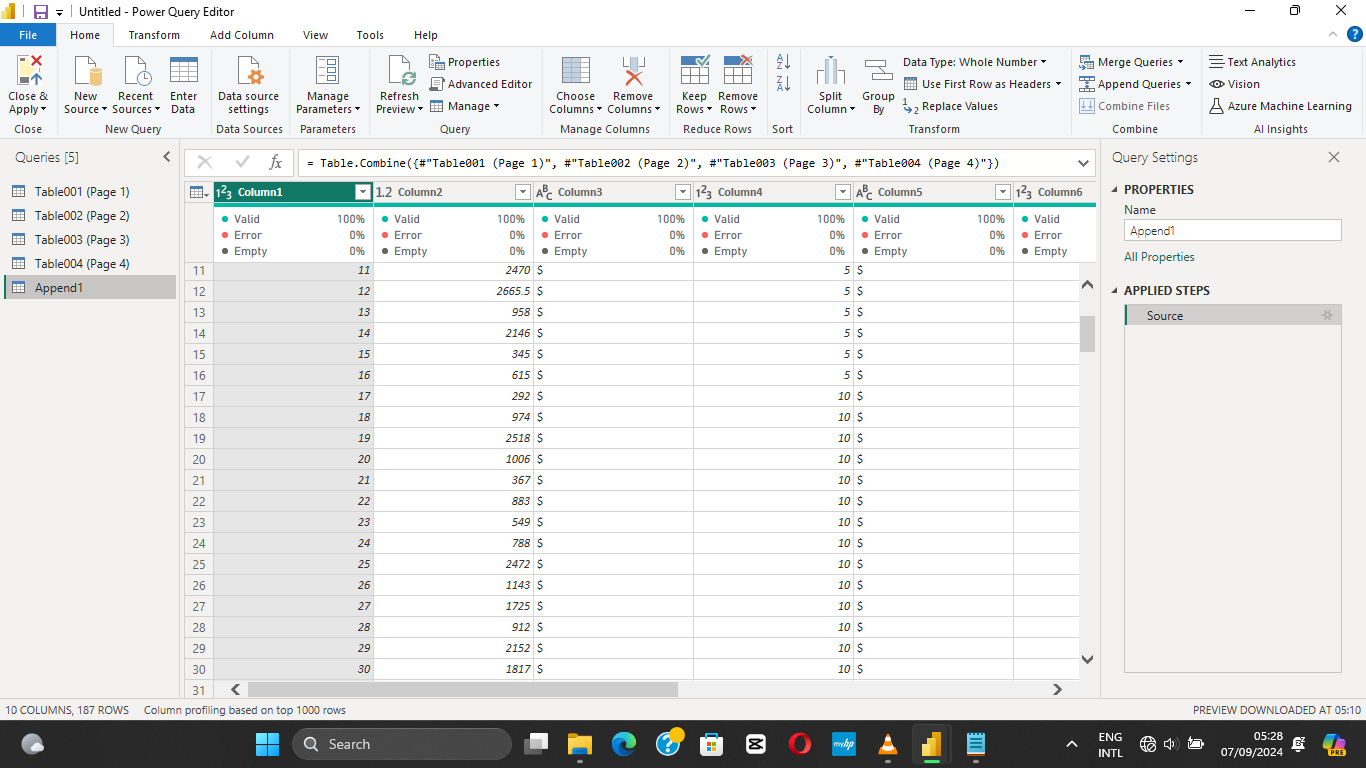 Untitled - Power Query Editor
File Home Transform Add Column View Tools Help
Close & Apply
New Source
Recent Sources
Enter Data
Data source settings
Manage Parameters
Refresh Preview
Properties
Advanced Editor
Manage
Choose Columns
Remove Columns
Keep Rows
Remove Rows
Split Column
Group By
Data Type: Whole Number
Use First Row as Headers
Replace Values
Merge Queries
Append Queries
Combine Files
Text Analytics
Vision
Azure Machine Learning
Close New Query Data Sources Parameters Query Manage Columns Reduce Rows Sort Transform Combine AI Insights
Queries [5]
Table001 (Page 1)
Table002 (Page 2)
Table003 (Page 3)
Table004 (Page 4)
Append1
fx = Table.Combine({#"Table001 (Page 1)", #"Table002 (Page 2)", #"Table003 (Page 3)", #"Table004 (Page 4)"})
123 Column1 1.2 Column2 ABC Column3 123 Column4 ABC Column5 123 Column6
Valid 100% Valid 100% Valid 100% Valid 100% Valid 100% Valid
Error 0% Error 0% Error 0% Error 0% Error 0% Error
Empty 0% Empty 0% Empty 0% Empty 0% Empty 0% Empty
11 11 2470 $ 5 $
12 12 2665.5 $ 5 $
13 13 958 $ 5 $
14 14 2146 $ 5 $
15 15 345 $ 5 $
16 16 615 $ 5 $
17 17 292 $ 10 $
18 18 974 $ 10 $
19 19 2518 $ 10 $
20 20 1006 $ 10 $
21 21 367 $ 10 $
22 22 883 $ 10 $
23 23 549 $ 10 $
24 24 788 $ 10 $
25 25 2472 $ 10 $
26 26 1143 $ 10 $
27 27 1725 $ 10 $
28 28 912 $ 10 $
29 29 2152 $ 10 $
30 30 1817 $ 10 $
31
Query Settings
PROPERTIES
Name
Append1
All Properties
APPLIED STEPS
Source
10 COLUMNS, 187 ROWS Column profiling based on top 1000 rows PREVIEW DOWNLOADED AT 05:10
Search
myhp
ENG
INTL
05:28
07/09/2024
PRE